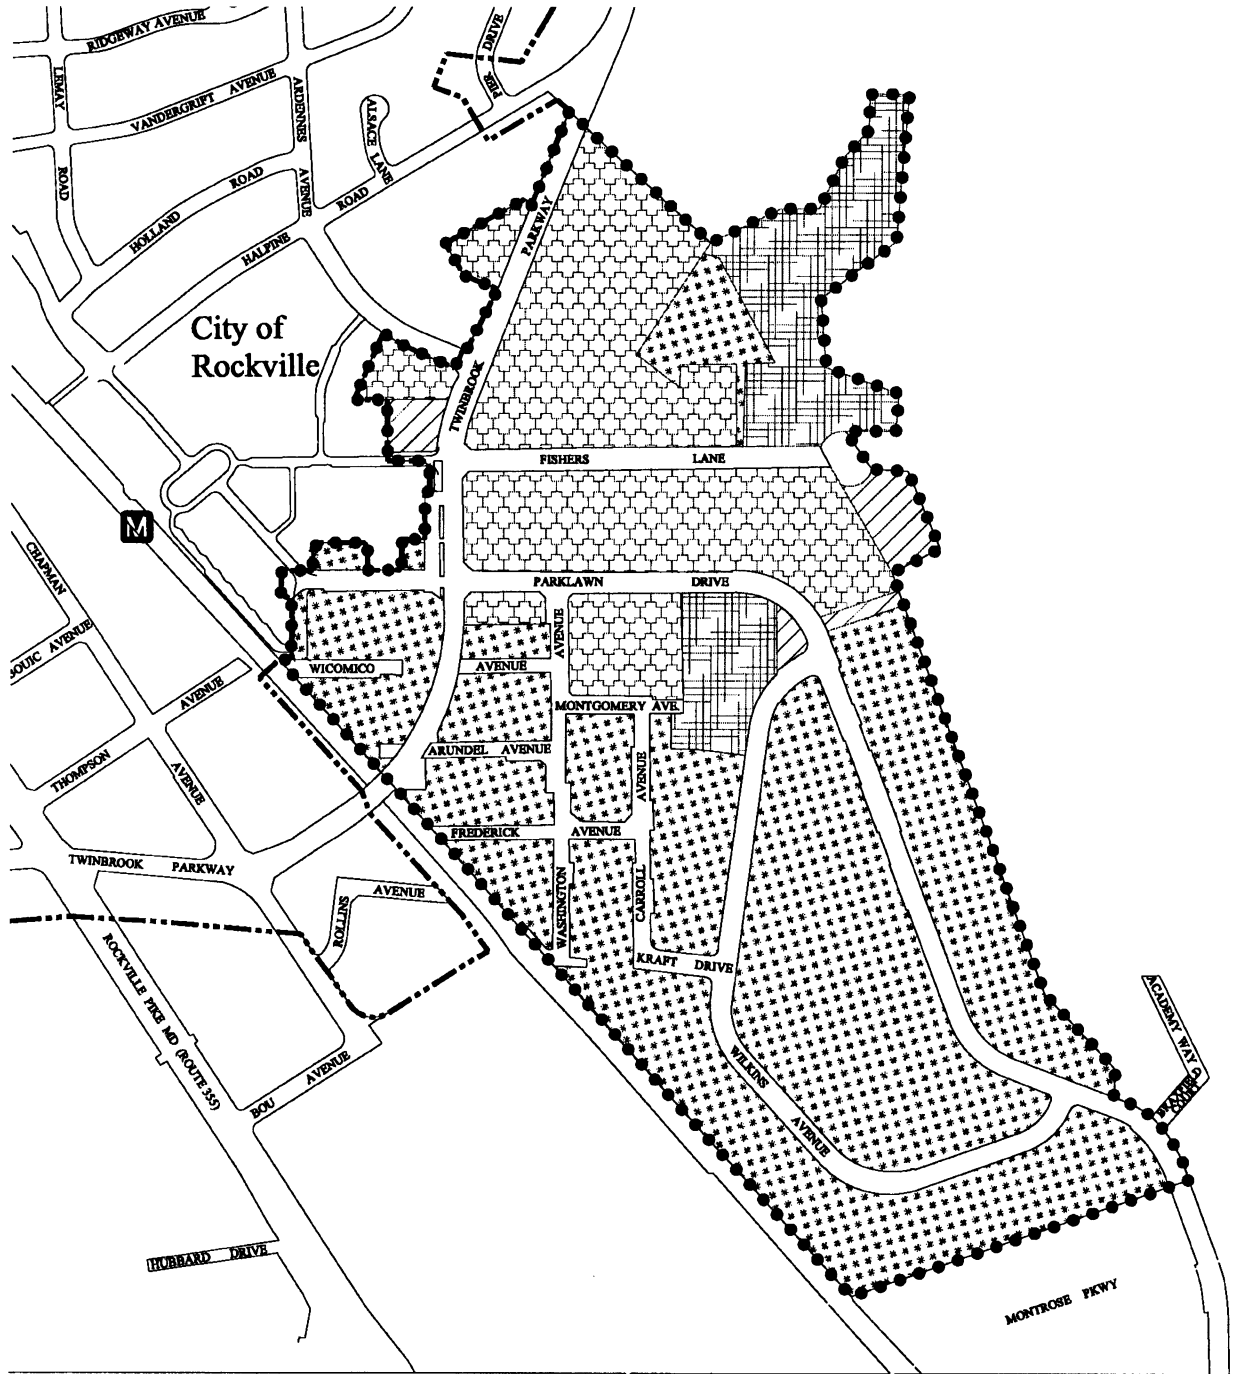 RIDGEWAY AVENUE
DRIVE
PIER
LEMAY
ROAD
VANDERGRIFT AVENUE
ARDENNES
AVENUE
ALSACE
LANE
ROAD
HOLLAND
ROAD
HALPINE
PARKWAY
TWINBROOK
City of
Rockville
FISHERS LANE
M
PARKLAWN DRIVE
CHAPMAN
AVENUE
BOUIC AVENUE
AVENUE
THOMPSON
WICOMICO
AVENUE
AVENUE
MONTGOMERY AVE.
ARUNDEL AVENUE
AVENUE
FREDERICK AVENUE
TWINBROOK PARKWAY
AVENUE
ROLLINS
WASHINGTON
CARROLL
KRAFT DRIVE
ROCKVILLE PIKE MD (ROUTE 355)
BOU AVENUE
WILKINS
AVENUE
ACADEMY WAY
COURT
HUBBARD DRIVE
MONTROSE PKWY